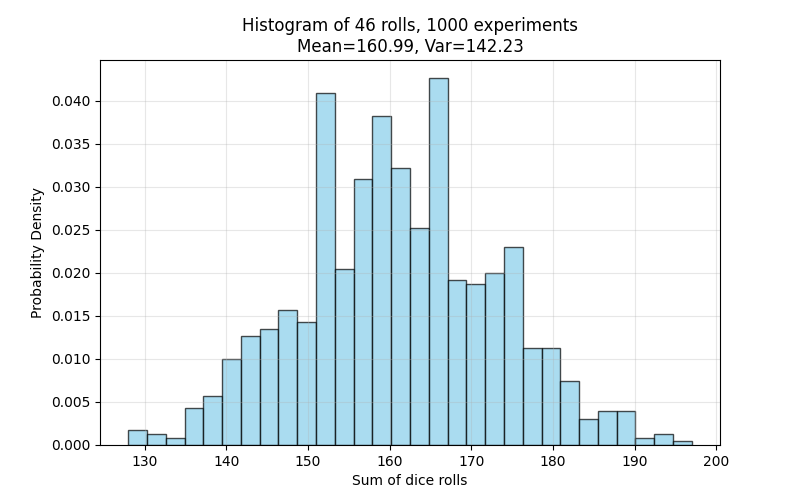 Histogram of 46 rolls, 1000 experiments
Mean=160.99, Var=142.23
0.040
0.035
0.030
0.025
0.020
0.015
0.010
0.005
0.000
Probability Density
130 140 150 160 170 180 190 200
Sum of dice rolls